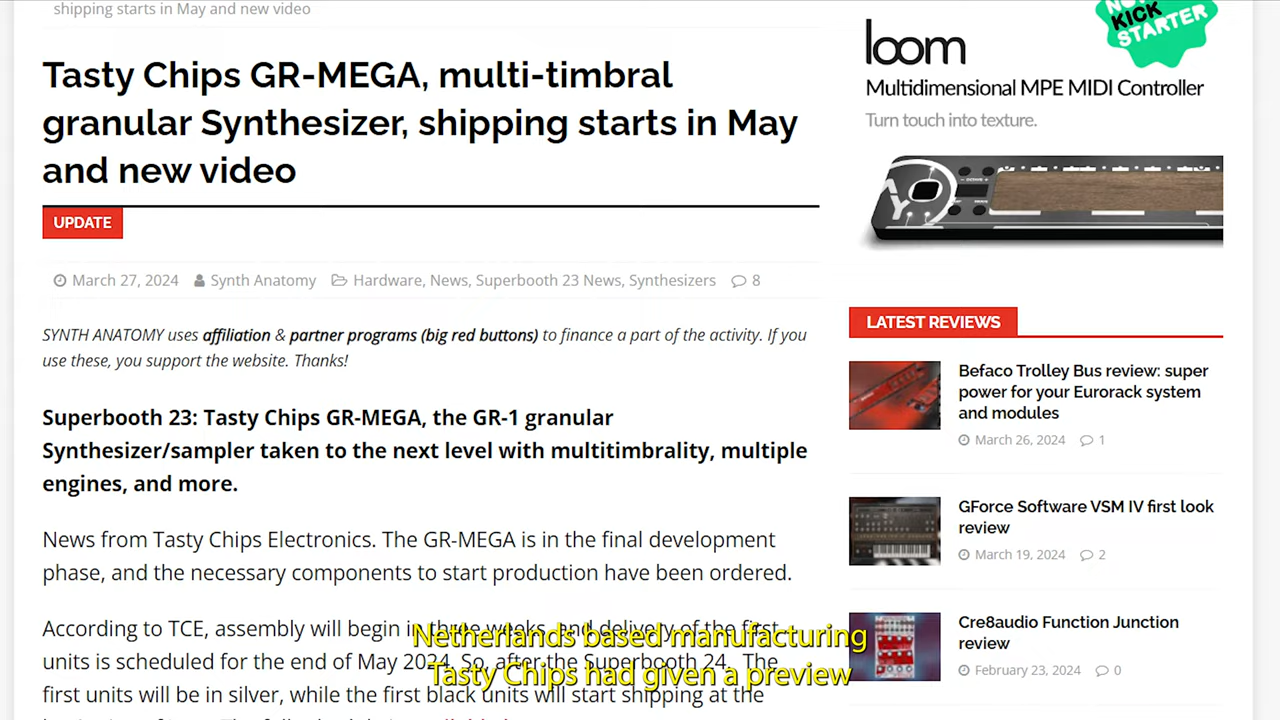 shipping starts in May and new video
Tasty Chips GR-MEGA, multi-timbral
granular Synthesizer, shipping starts in May
and new video
UPDATE
March 27, 2024 Synth Anatomy Hardware, News, Superbooth 23 News, Synthesizers 8
SYNTH ANATOMY uses affiliation & partner programs (big red buttons) to finance a part of the activity. If you
use these, you support the website. Thanks!
Superbooth 23: Tasty Chips GR-MEGA, the GR-1 granular
Synthesizer/sampler taken to the next level with multitimbrality, multiple
engines, and more.
News from Tasty Chips Electronics. The GR-MEGA is in the final development
phase, and the necessary components to start production have been ordered.
According to TCE, assembly will begin in three weeks, and delivery of the first
units is scheduled for the end of May 2024. So, after the Superbooth 24. The
first units will be in silver, while the first black units will start shipping at the
Netherlands based manufacturing
Tasty Chips had given a preview
KICK
STARTER
loom
Multidimensional MPE MIDI Controller
Turn touch into texture.
LATEST REVIEWS
Befaco Trolley Bus review: super
power for your Eurorack system
and modules
March 26, 2024 1
GForce Software VSM IV first look
review
March 19, 2024 2
Cre8audio Function Junction
review
February 23, 2024 0